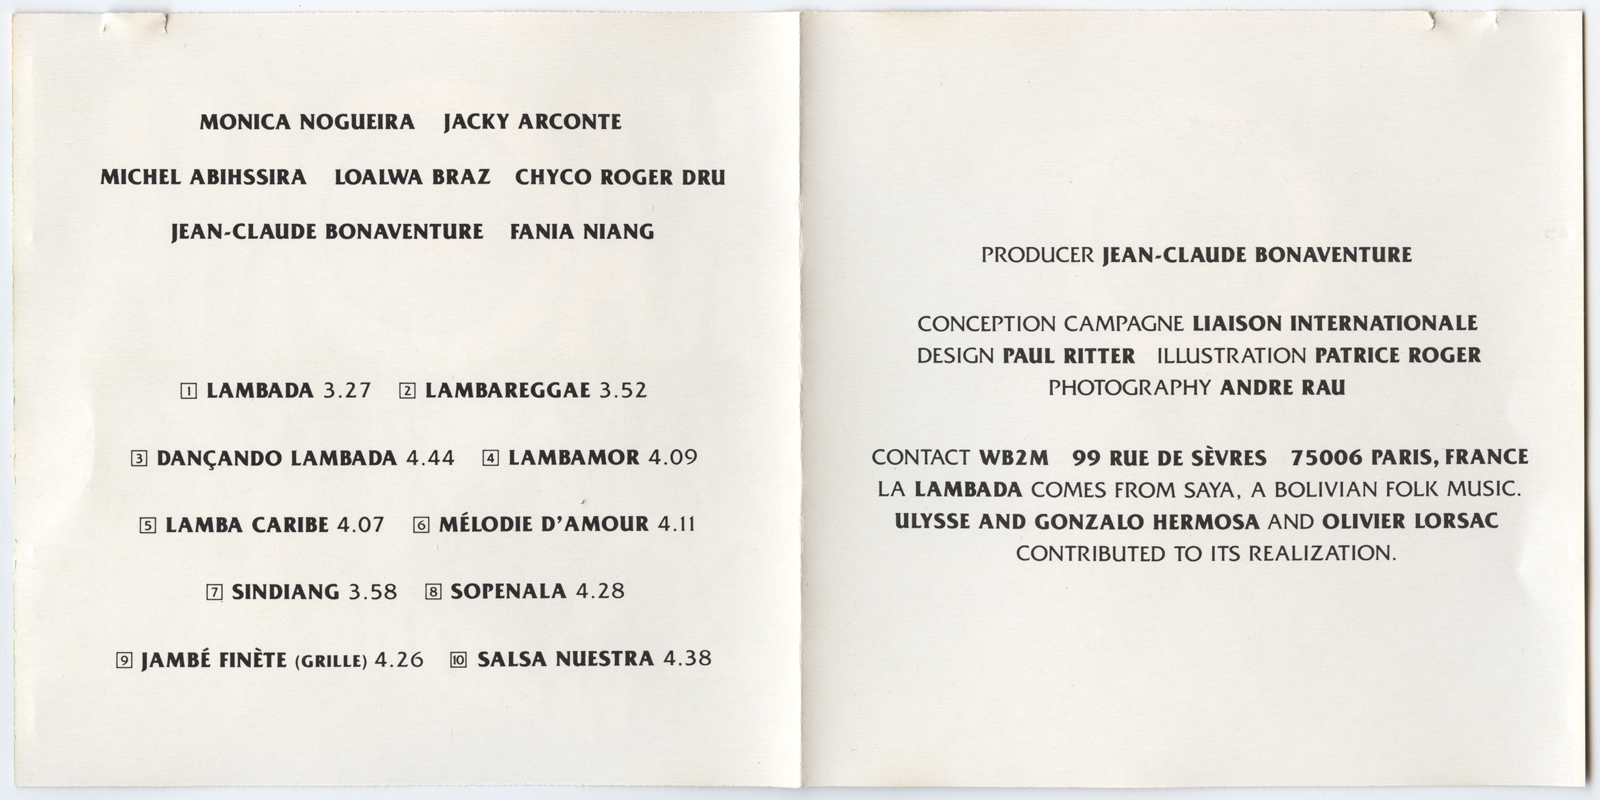 MONICA NOGUEIRA JACKY ARCONTE
MICHEL ABIHSSIRA LOALWA BRAZ CHYCO ROGER DRU
JEAN-CLAUDE BONAVENTURE FANIA NIANG
1 LAMBADA 3.27 2 LAMBAREGGAE 3.52
3 DANÇANDO LAMBADA 4.44 4 LAMBAMOR 4.09
5 LAMBA CARIBE 4.07 6 MÉLODIE D'AMOUR 4.11
7 SINDIANG 3.58 8 SOPENALA 4.28
9 JAMBÉ FINÈTE (GRILLE) 4.26 10 SALSA NUESTRA 4.38
PRODUCER JEAN-CLAUDE BONAVENTURE
CONCEPTION CAMPAGNE LIAISON INTERNATIONALE
DESIGN PAUL RITTER ILLUSTRATION PATRICE ROGER
PHOTOGRAPHY ANDRE RAU
CONTACT WB2M 99 RUE DE SÈVRES 75006 PARIS, FRANCE
LA LAMBADA COMES FROM SAYA, A BOLIVIAN FOLK MUSIC.
ULYSSE AND GONZALO HERMOSA AND OLIVIER LORSAC
CONTRIBUTED TO ITS REALIZATION.